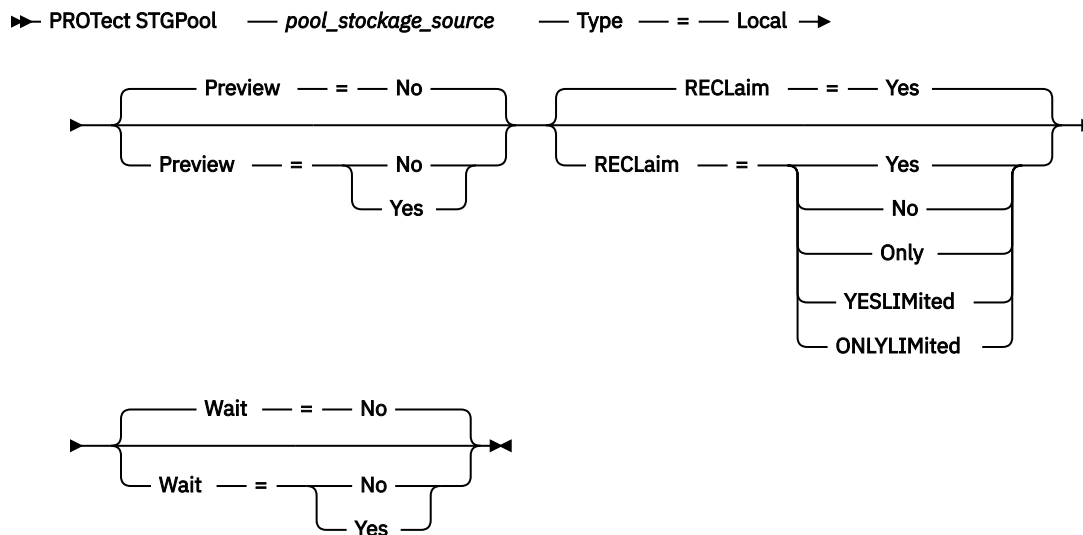 PROTect STGPool pool_stockage_source Type = Local
Preview = No RECLaim = Yes
Preview = No RECLaim = Yes
Yes No
Only
YESLIMited
ONLYLIMited
Wait = No
Wait = No
Yes